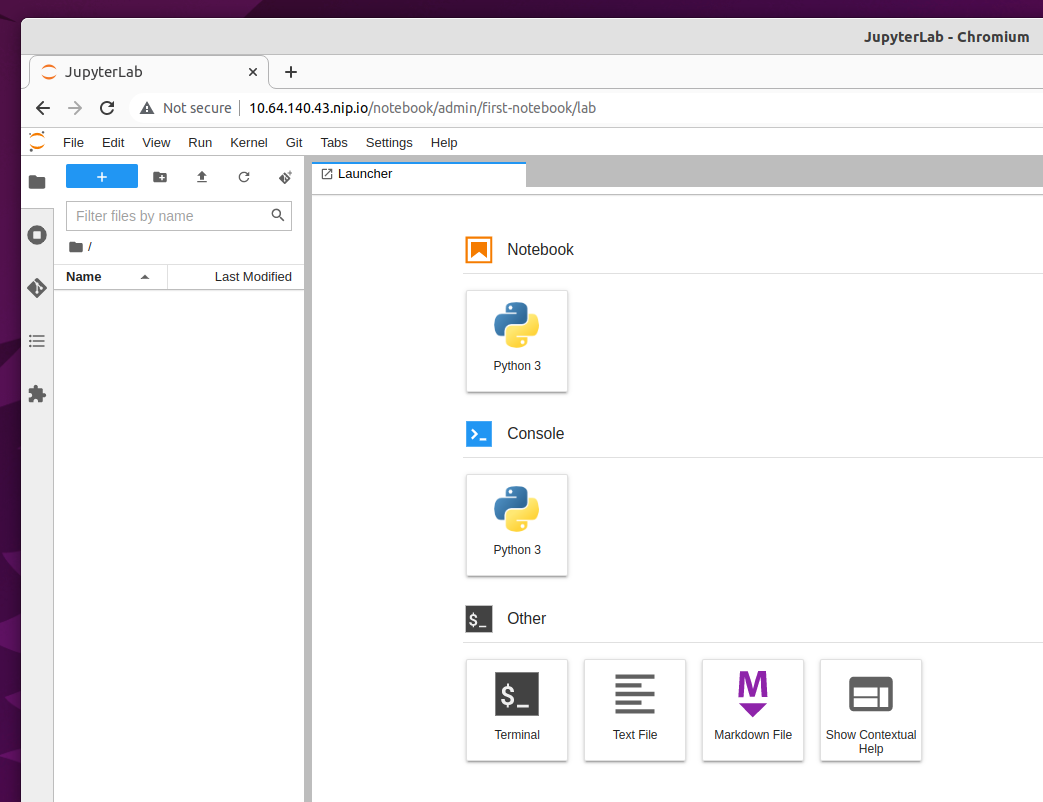 JupyterLab - Chromium
JupyterLab
Not secure 10.64.140.43.nip.io/notebook/admin/first-notebook/lab
File Edit View Run Kernel Git Tabs Settings Help
Launcher
Filter files by name
/
Name Last Modified
Notebook
Python 3
Console
Python 3
$_ Other
$_
Terminal Text File Markdown File Show Contextual
Help